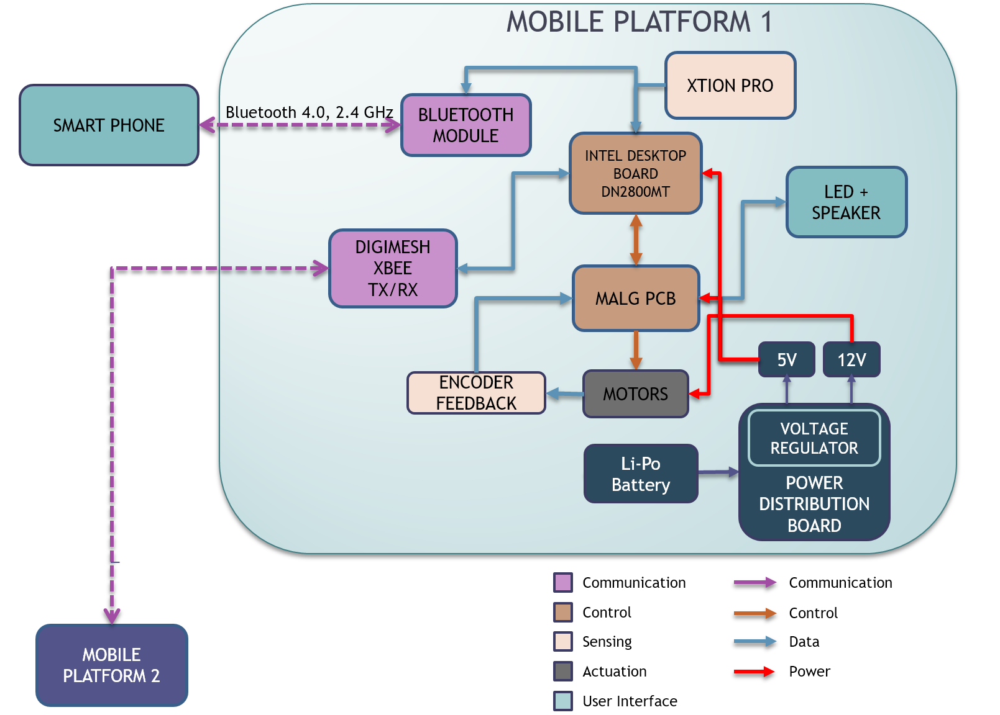 MOBILE PLATFORM 1
XTION PRO
SMART PHONE
Bluetooth 4.0, 2.4 GHz
BLUETOOTH
MODULE
INTEL DESKTOP
BOARD
DN2800MT
LED +
SPEAKER
DIGIMESH
XBEE
TX/RX
MALG PCB
5V
12V
ENCODER
FEEDBACK
MOTORS
VOLTAGE
REGULATOR
Li-Po
Battery
POWER
DISTRIBUTION
BOARD
MOBILE
PLATFORM 2
Communication
Control
Sensing
Actuation
User Interface
Communication
Control
Data
Power